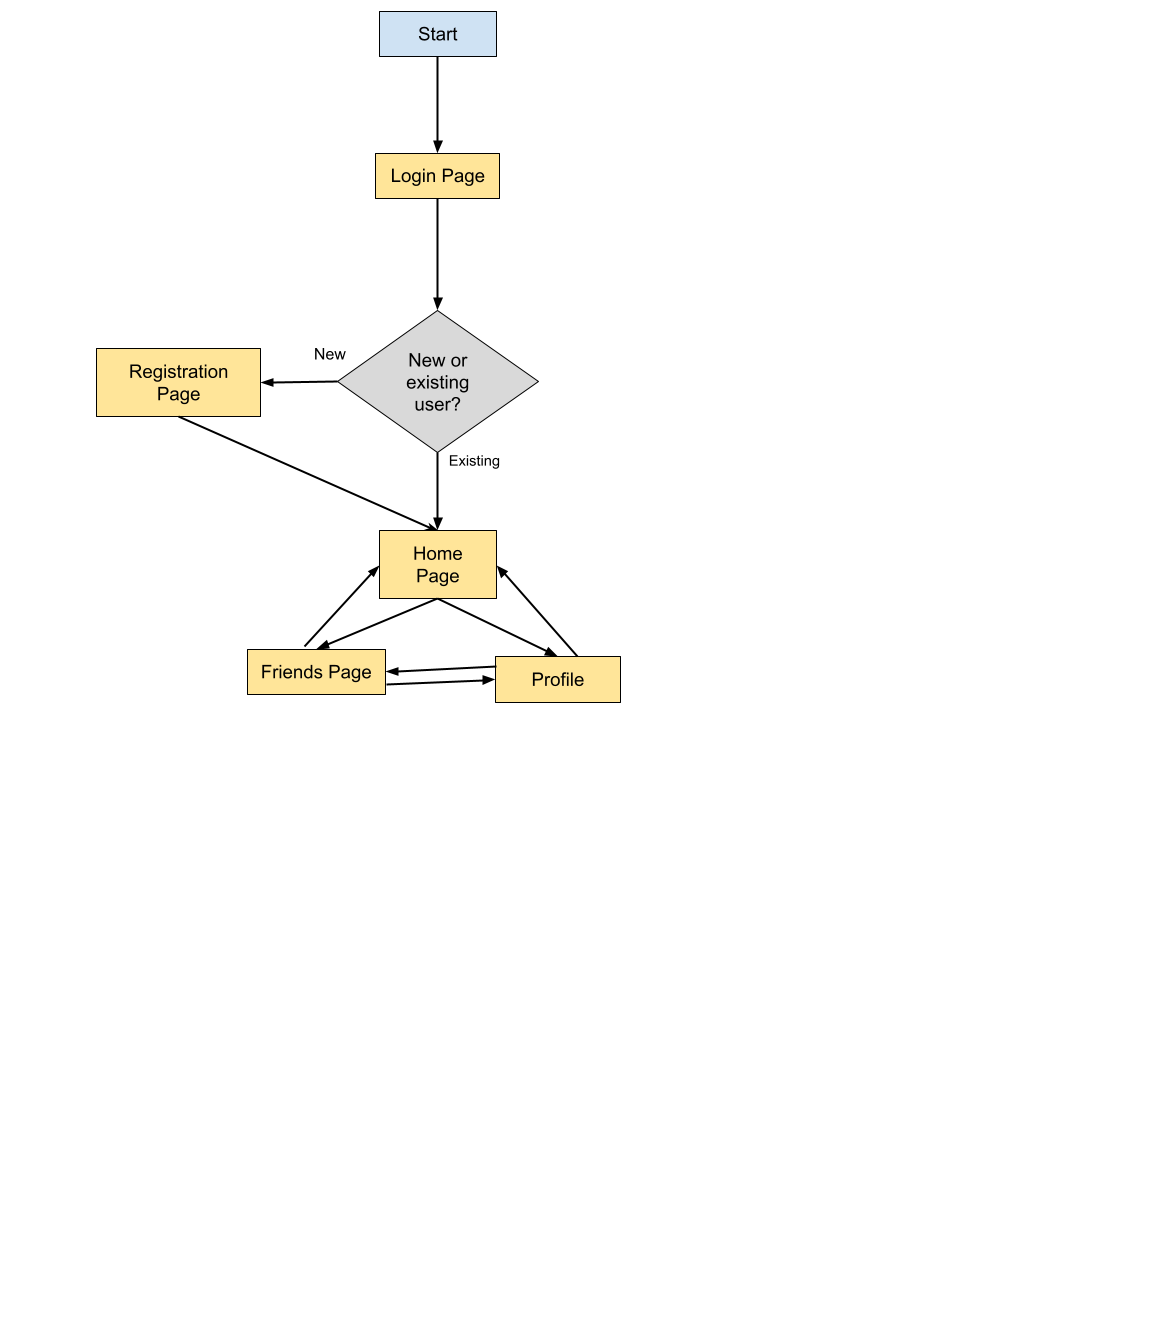 Start
Login Page
New or
existing
user?
New
Registration
Page
Existing
Home
Page
Friends Page
Profile